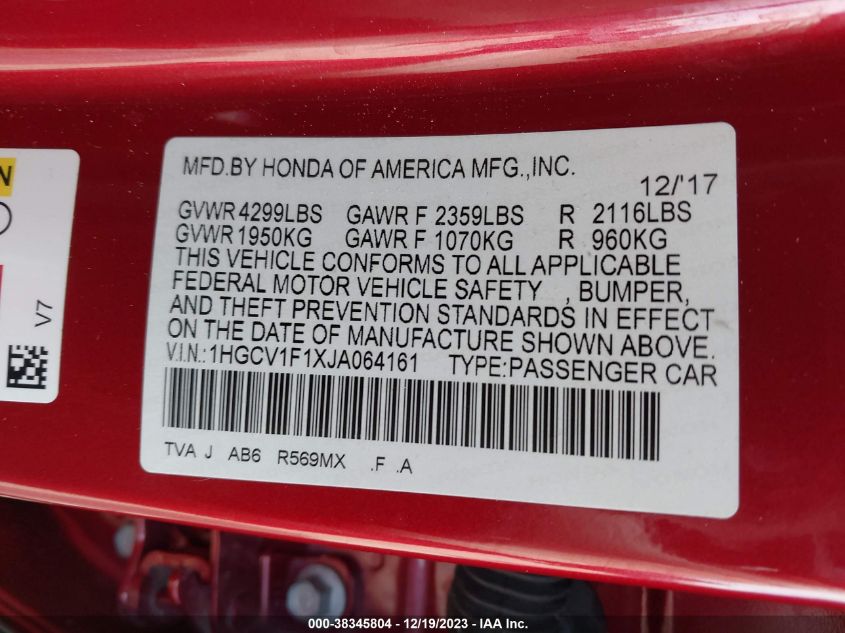 N
V7
MFD.BY HONDA OF AMERICA MFG.,INC.
12/'17
GVWR 4299LBS GAWR F 2359LBS R 2116LBS
GVWR 1950KG GAWR F 1070KG R 960KG
THIS VEHICLE CONFORMS TO ALL APPLICABLE
FEDERAL MOTOR VEHICLE SAFETY , BUMPER,
AND THEFT PREVENTION STANDARDS IN EFFECT
ON THE DATE OF MANUFACTURE SHOWN ABOVE.
V.I.N.:1HGCV1F1XJA064161 TYPE:PASSENGER CAR
TVA J AB6 R569MX .F .A
000-38345804 - 12/19/2023 - 5995 - IAA